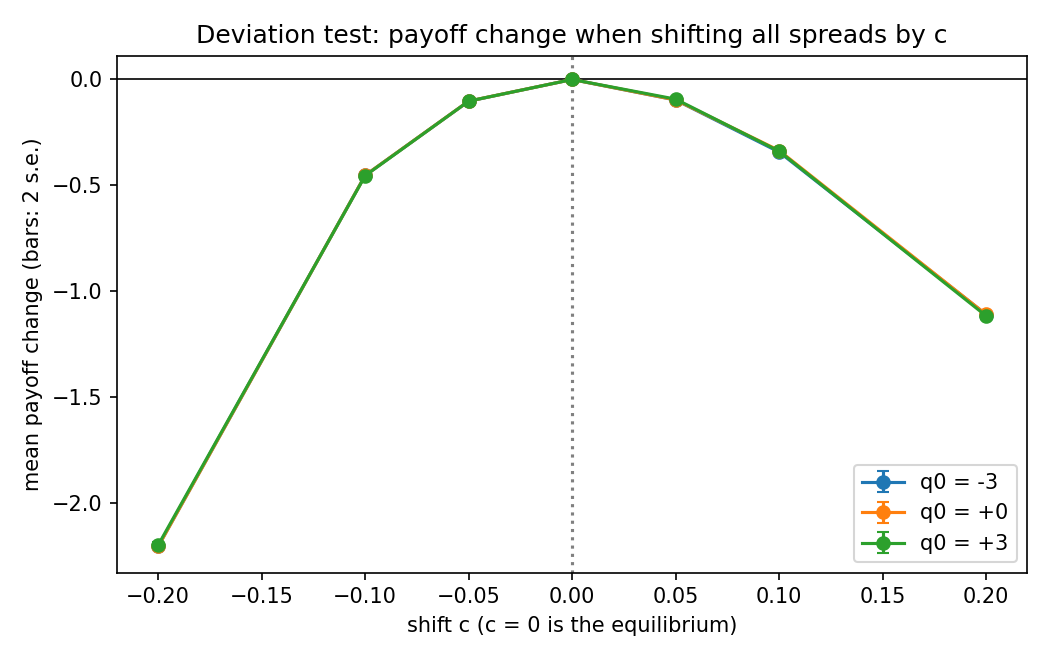 Deviation test: payoff change when shifting all spreads by c
mean payoff change (bars: 2 s.e.)
0.0
−0.5
−1.0
−1.5
−2.0
−0.20 −0.15 −0.10 −0.05 0.00 0.05 0.10 0.15 0.20
shift c (c = 0 is the equilibrium)
q0 = -3
q0 = +0
q0 = +3